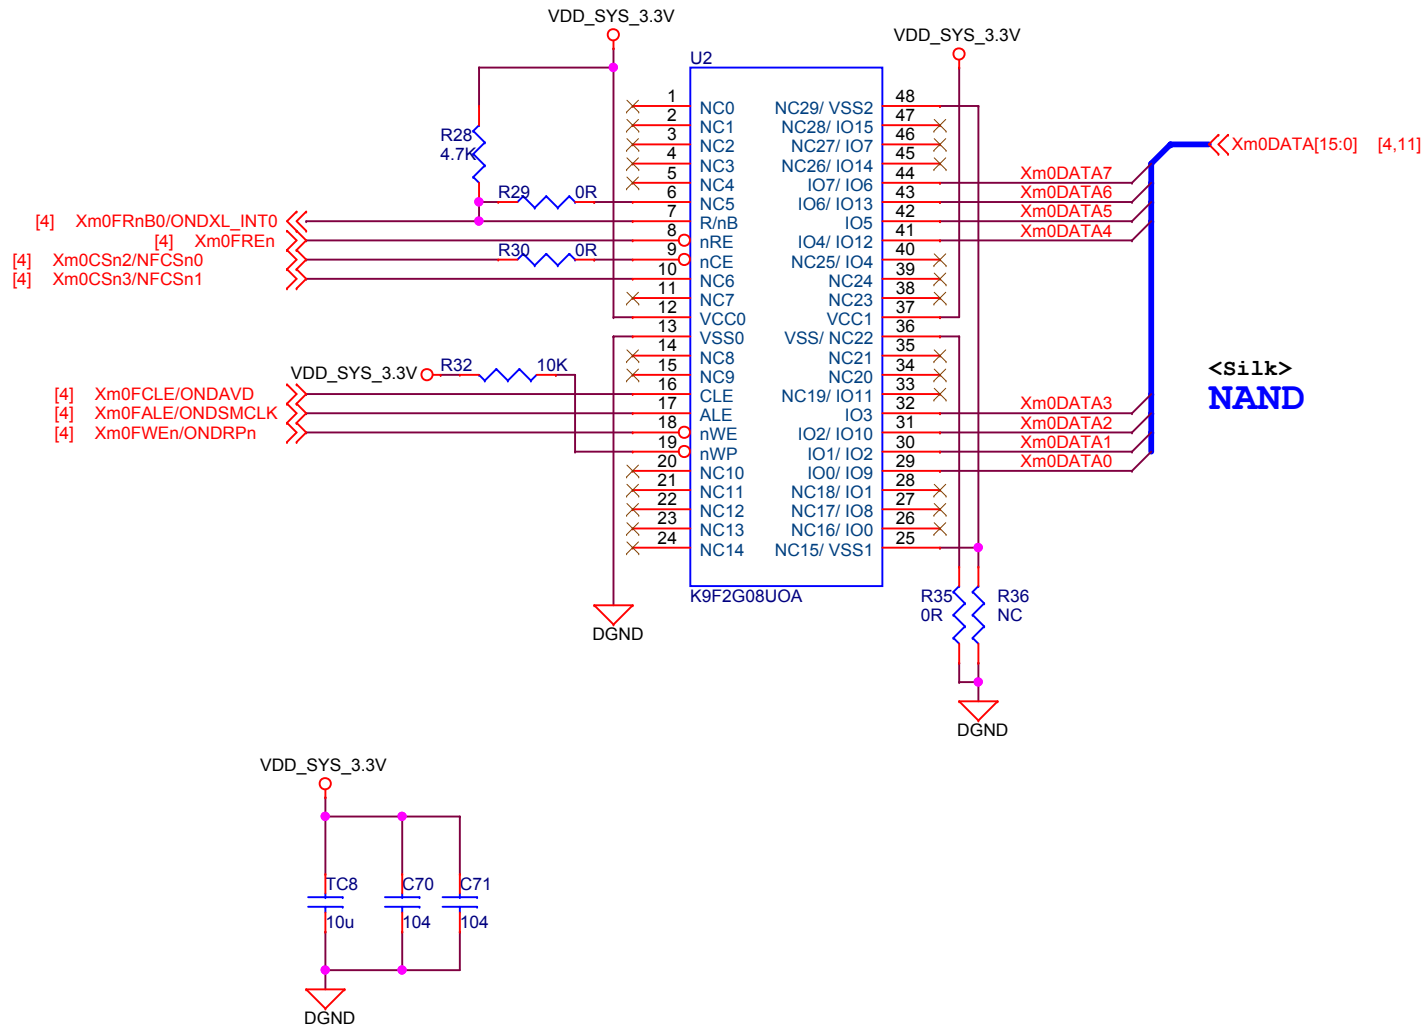 VDD_SYS_3.3V
VDD_SYS_3.3V
U2
1 NC0
2 NC1
3 NC2
4 NC3
5 NC4
6 NC5
7 R/nB
8 nRE
9 nCE
10 NC6
11 NC7
12 VCC0
13 VSS0
14 NC8
15 NC9
16 CLE
17 ALE
18 nWE
19 nWP
20 NC10
21 NC11
22 NC12
23 NC13
24 NC14
NC29/ VSS2 48
NC28/ IO15 47
NC27/ IO7 46
NC26/ IO14 45
IO7/ IO6 44
IO6/ IO13 43
IO5 42
IO4/ IO12 41
NC25/ IO4 40
NC24 39
NC23 38
VCC1 37
VSS/ NC22 36
NC21 35
NC20 34
NC19/ IO11 33
IO3 32
IO2/ IO10 31
IO1/ IO2 30
IO0/ IO9 29
NC18/ IO1 28
NC17/ IO8 27
NC16/ IO0 26
NC15/ VSS1 25
K9F2G08UOA
R28
4.7K
R29 0R
[4] Xm0FRnB0/ONDXL_INT0
[4] Xm0FREn
[4] Xm0CSn2/NFCSn0
[4] Xm0CSn3/NFCSn1
R30 0R
VDD_SYS_3.3V R32 10K
[4] Xm0FCLE/ONDAVD
[4] Xm0FALE/ONDSMCLK
[4] Xm0FWEn/ONDRPn
DGND
Xm0DATA[15:0] [4,11]
Xm0DATA7
Xm0DATA6
Xm0DATA5
Xm0DATA4
<Silk>
NAND
Xm0DATA3
Xm0DATA2
Xm0DATA1
Xm0DATA0
R35
0R
R36
NC
DGND
VDD_SYS_3.3V
TC8
10u
C70
104
C71
104
DGND